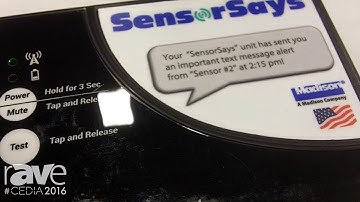 SensorSays
Your "SensorSays" unit has sent you
an important text message alert
from "Sensor #2" at 2:15 pm!
Power
Hold for 3 Sec
Mute
Tap and Release
Test
Tap and Release
Madison
A Madison Company
rave
#CEDIA2016